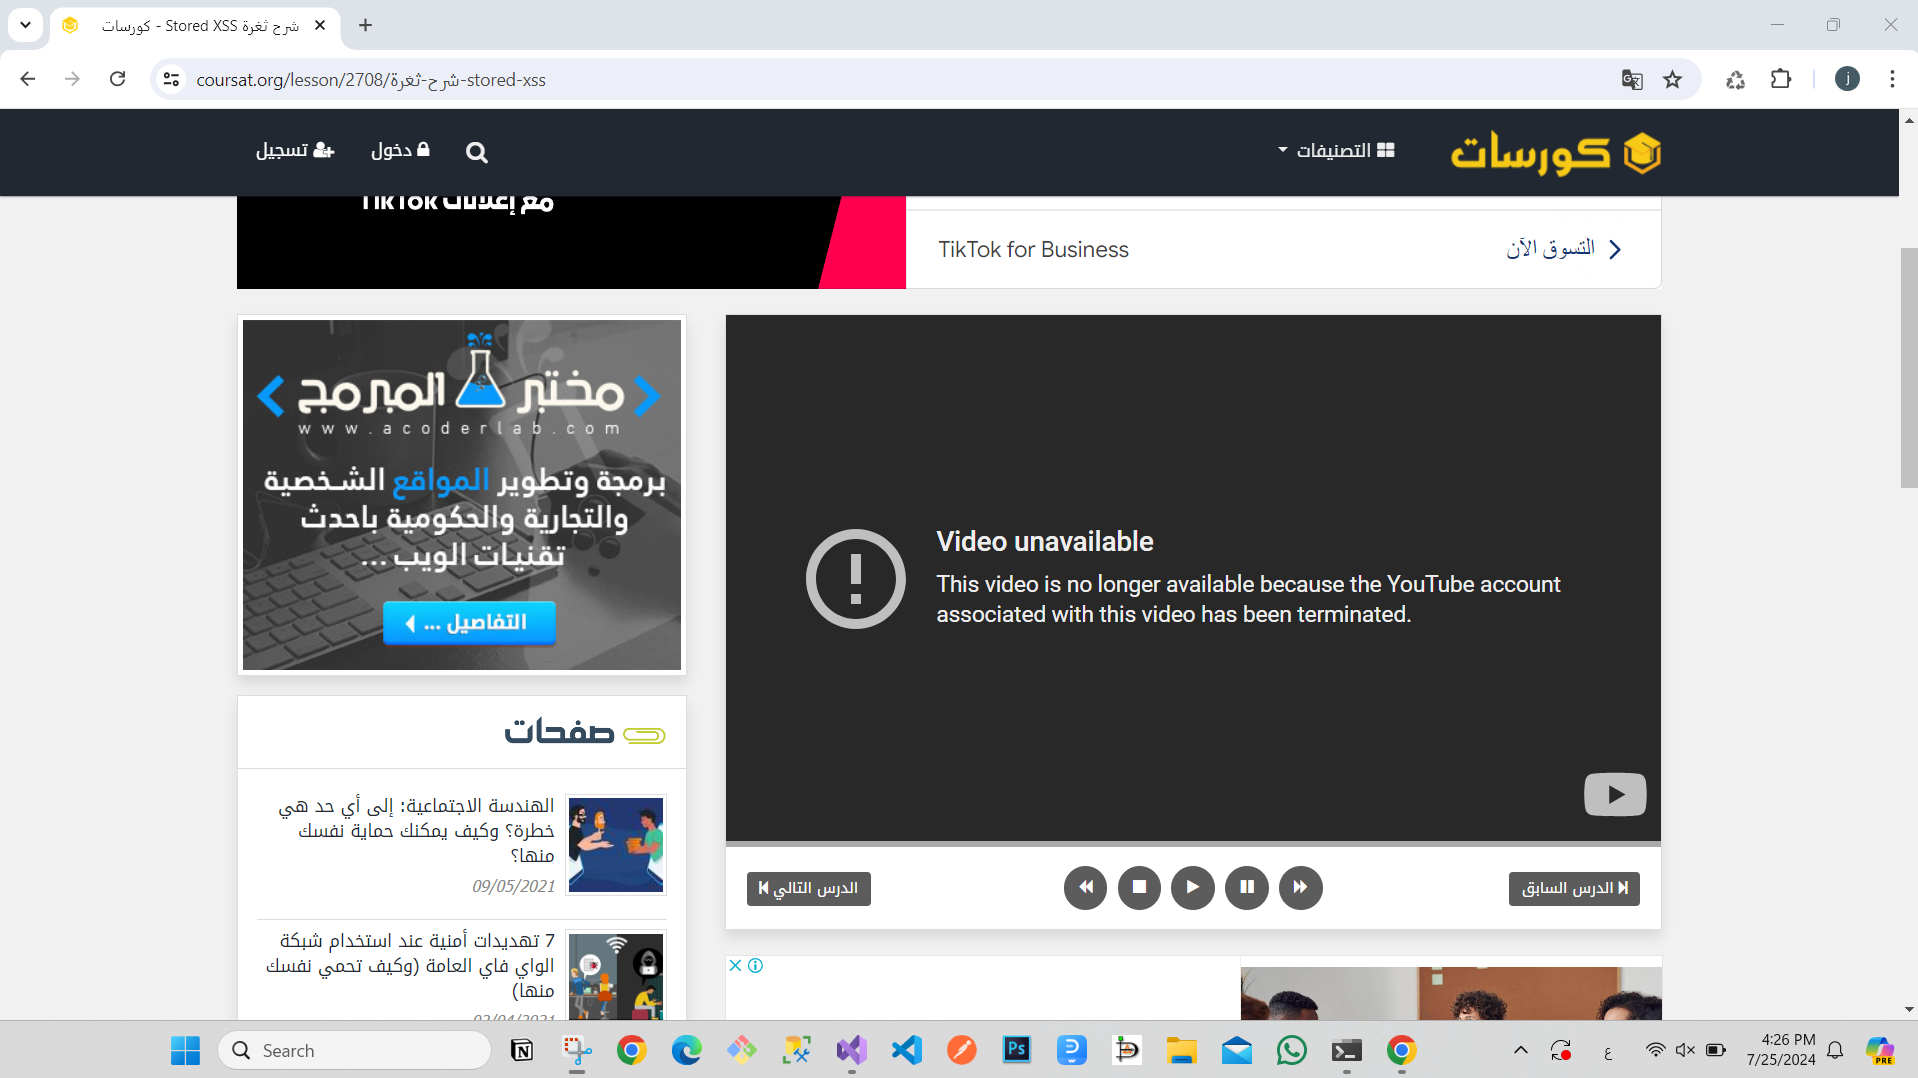 شرح ثغرة Stored XSS - كورسات
coursat.org/lesson/2708/شرح-ثغرة-stored-xss
j
كورسات
التصنيفات
دخول
تسجيل
مع إعلانات TikTok
TikTok for Business
التسوق الآن
مختبر المبرمج
www.acoderlab.com
برمجة وتطوير المواقع الشخصية
والتجارية والحكومية باحدث
تقنيات الويب ...
التفاصيل ...
Video unavailable
This video is no longer available because the YouTube account
associated with this video has been terminated.
الدرس السابق
الدرس التالي
صفحات
الهندسة الاجتماعية: إلى أي حد هي
خطرة؟ وكيف يمكنك حماية نفسك
منها؟
09/05/2021
7 تهديدات أمنية عند استخدام شبكة
الواي فاي العامة (وكيف تحمي نفسك
منها)
02/04/2021
Search
Ps
ع
4:26 PM
7/25/2024
PRE